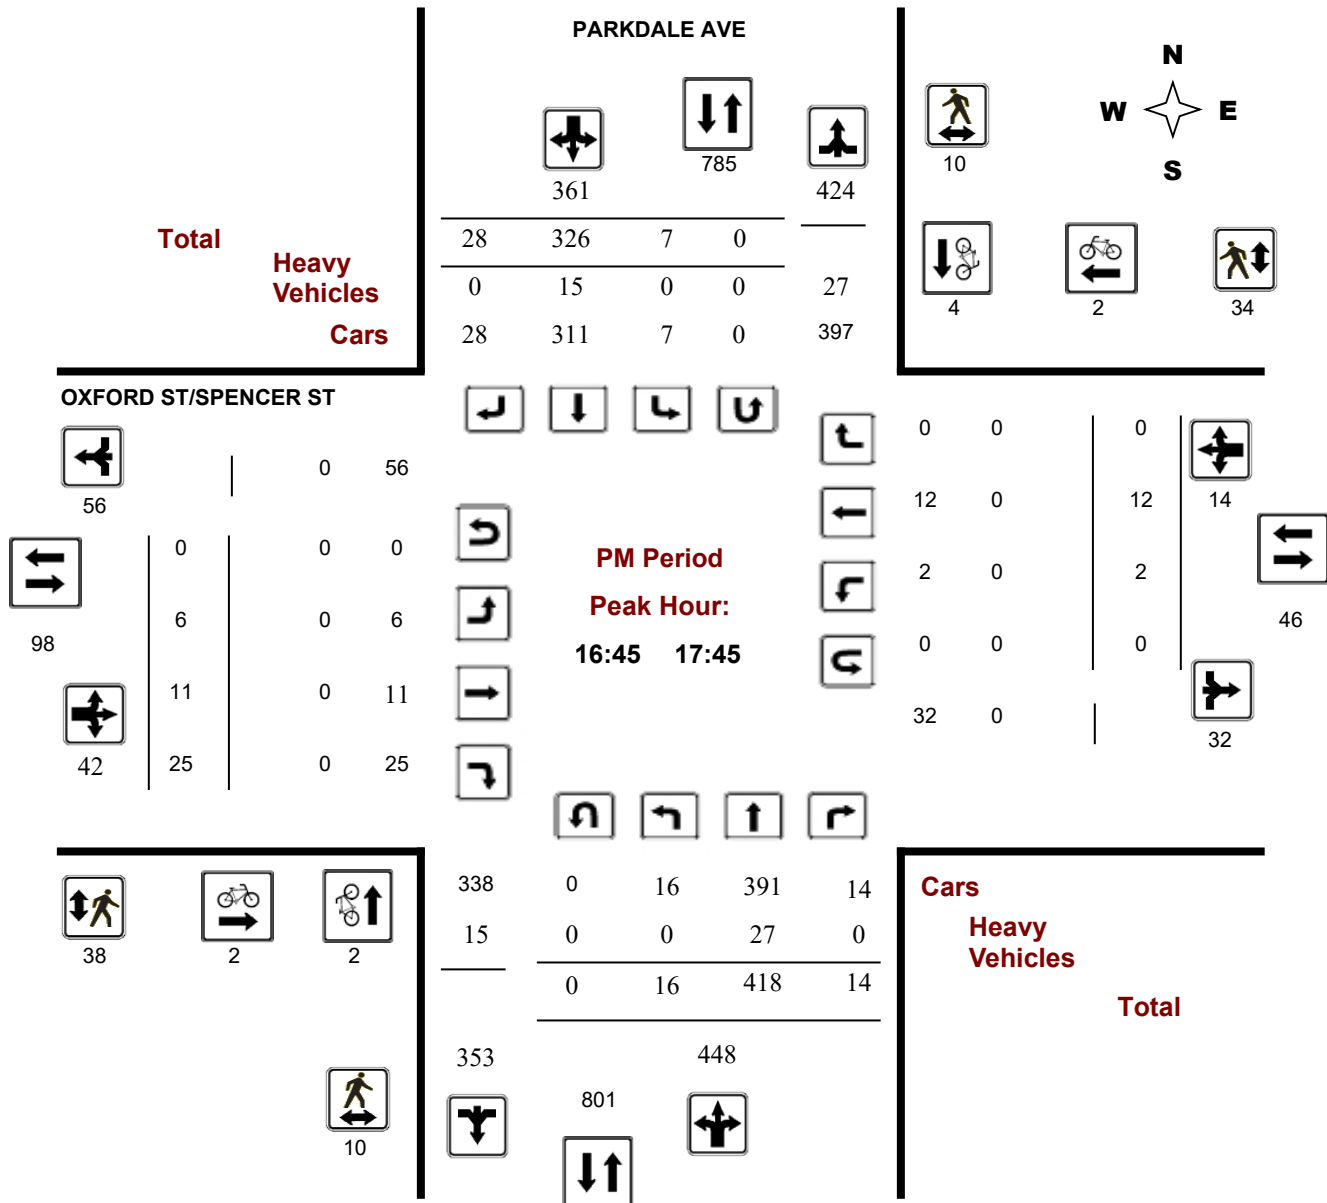 PARKDALE AVE
N
W E
S
10
785
361 424
Total
28 326 7 0
Heavy
Vehicles
0 15 0 0 27
4 2 34
Cars
28 311 7 0 397
OXFORD ST/SPENCER ST
0 0 0
0 56
56
12 0 12 14
0 0 0
PM Period
2 0 2
6 0 6
Peak Hour:
46
98
16:45 17:45
0 0 0
11 0 11
32 0
32
42 25 0 25
338 0 16 391 14
Cars
15 0 0 27 0
Heavy
Vehicles
38 2 2
0 16 418 14
Total
353 448
801
10